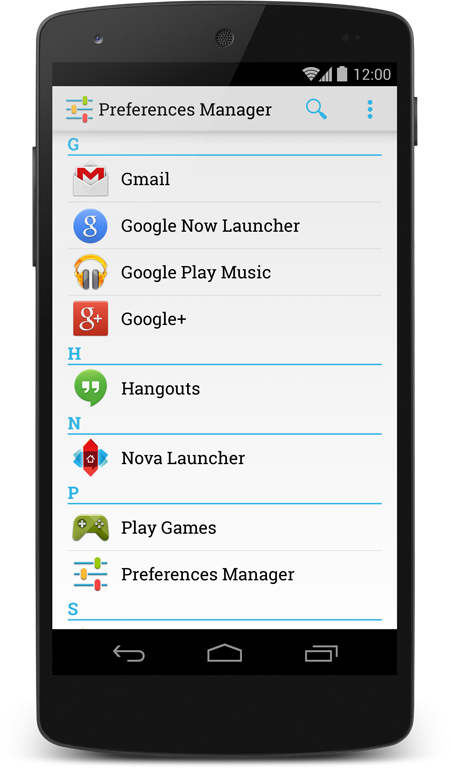 12:00
Preferences Manager
G
Gmail
Google Now Launcher
Google Play Music
Google+
H
Hangouts
N
Nova Launcher
P
Play Games
Preferences Manager
S